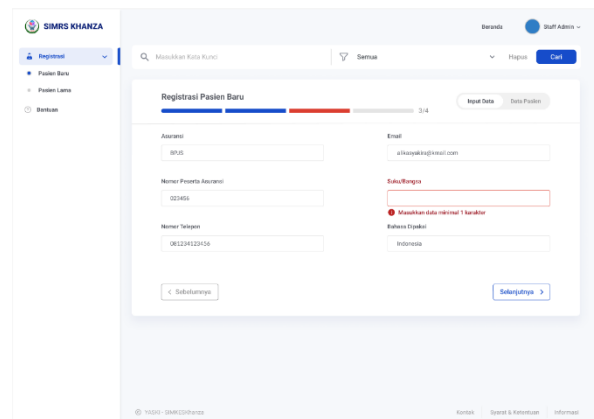 SIMRS KHANZA
Beranda
Staff Admin
Registrasi
Pasien Baru
Pasien Lama
Bantuan
Masukkan Kata Kunci
Semua
Hapus
Cari
Registrasi Pasien Baru
3/4
Input Data
Data Pasien
Asuransi
BPJS
Email
Nomor Peserta Asuransi
023456
Suku/Bangsa
Masukkan data minimal 1 karakter
Nomor Telepon
081234123456
Bahasa Dipakai
Indonesia
Sebelumnya
Selanjutnya
Kontak
Syarat & Ketentuan
Informasi